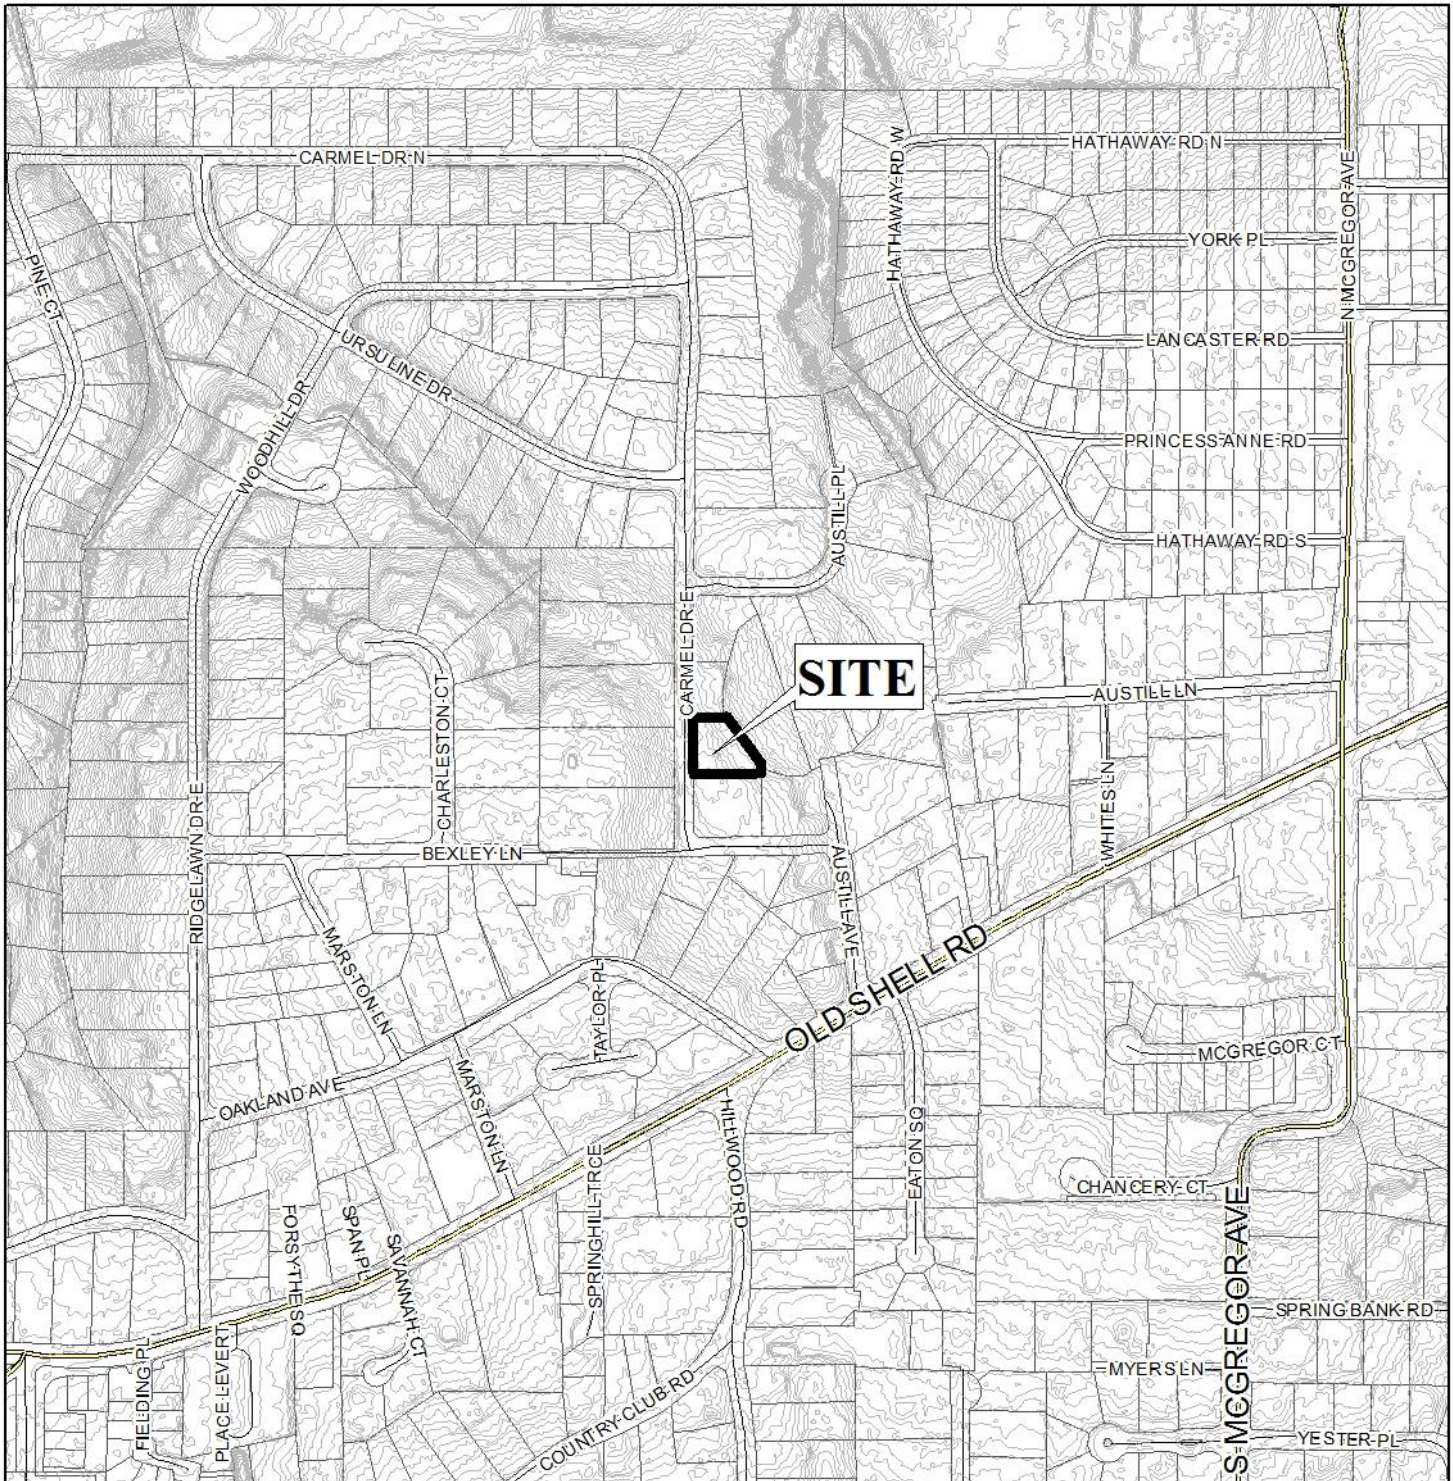 HATHAWAY RD N
CARMEL DR N
HATHAWAY RD W
N MCGREGOR AVE
YORK PL
PINE CT
LANCASTER RD
URSULINE DR
WOODHILL DR
PRINCESS ANNE RD
AUSTILL PL
HATHAWAY RD S
CARMEL DR E
SITE
AUSTILL LN
CHARLESTON CT
WHITES LN
RIDGELAWN DR E
BEXLEY LN
AUSTILL AVE
MARSTON LN
OLD SHELL RD
TAYLOR PL
MCGREGOR CT
OAKLAND AVE
MARSTON LN
HILLWOOD RD
EATON SQ
CHANCERY CT
SPRINGHILL TRCE
FORSYTHE SQ
SPAN PL
SAVANNAH CT
S MCGREGOR AVE
SPRING BANK RD
FIELDING PL
PLACE LEVERT
MYERS LN
COUNTRY CLUB RD
YESTER PL